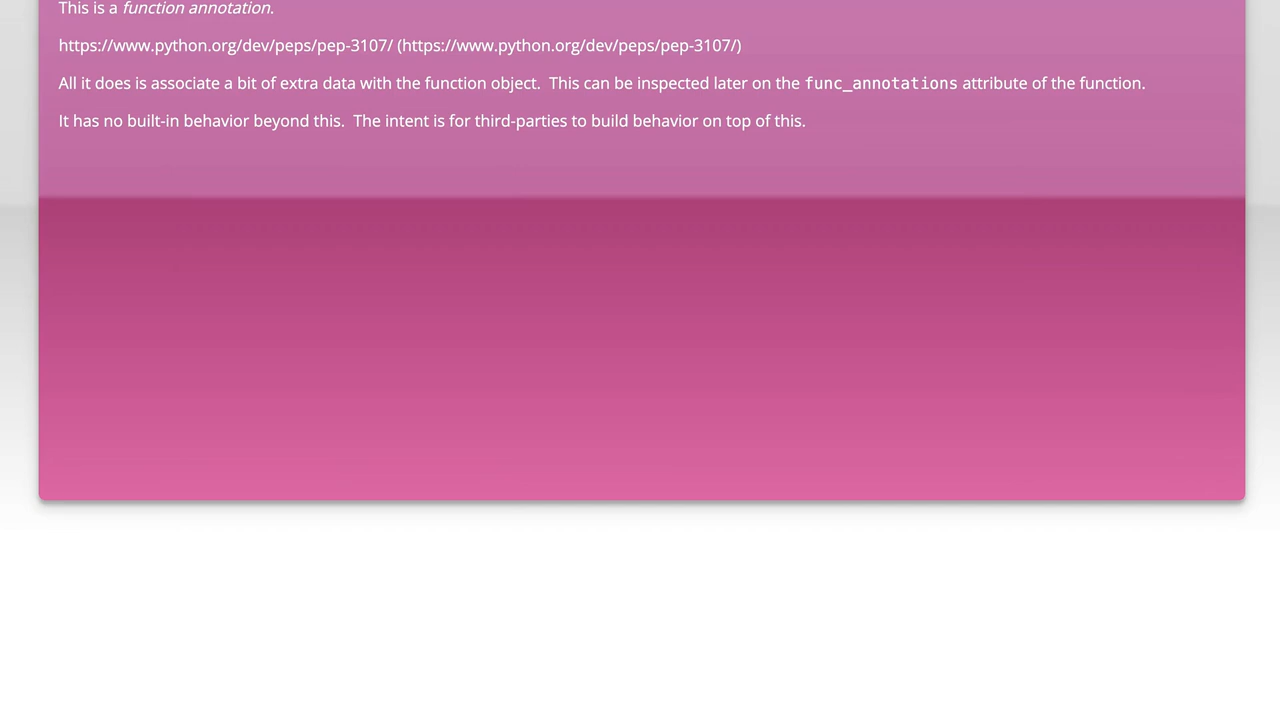 This is a function annotation.
https://www.python.org/dev/peps/pep-3107/ (https://www.python.org/dev/peps/pep-3107/)
All it does is associate a bit of extra data with the function object.  This can be inspected later on the func_annotations attribute of the function.
It has no built-in behavior beyond this.  The intent is for third-parties to build behavior on top of this.